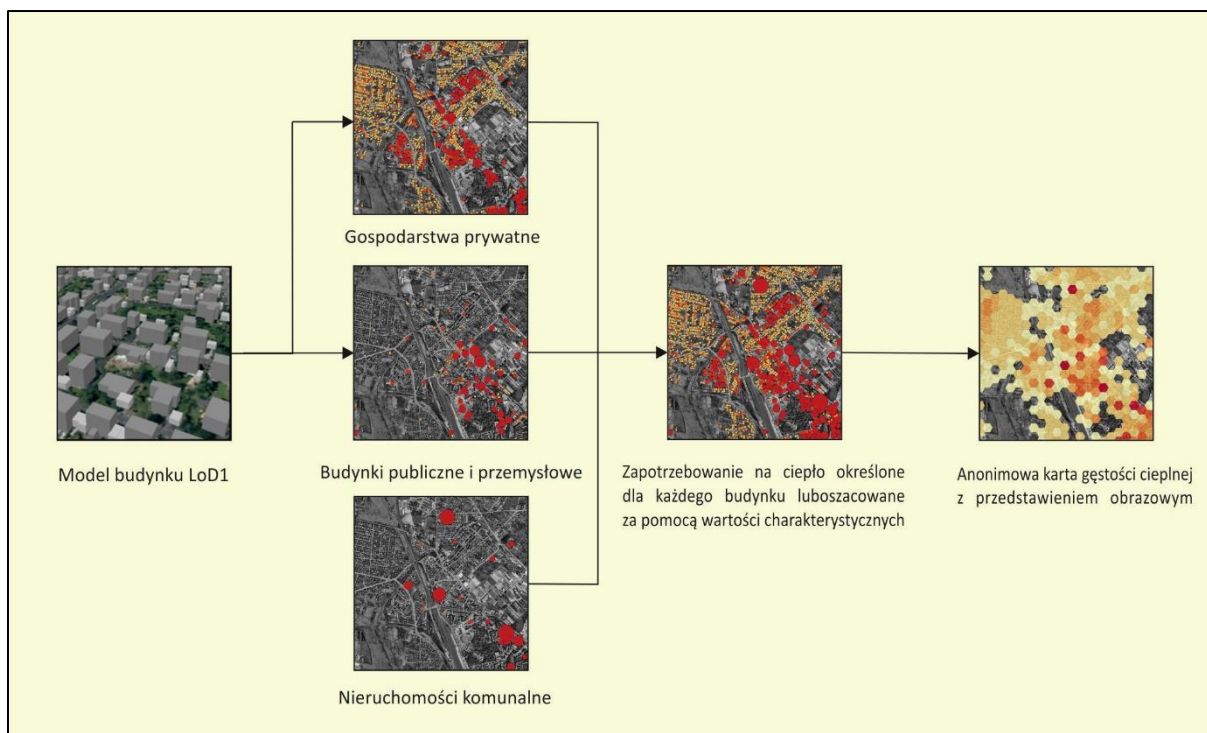 Gospodarstwa prywatne
Model budynku LoD1
Budynki publiczne i przemysłowe
Zapotrzebowanie na ciepło określone
dla każdego budynku luboszacowane
za pomocą wartości charakterystycznych
Anonimowa karta gęstości cieplnej
z przedstawieniem obrazowym
Nieruchomości komunalne